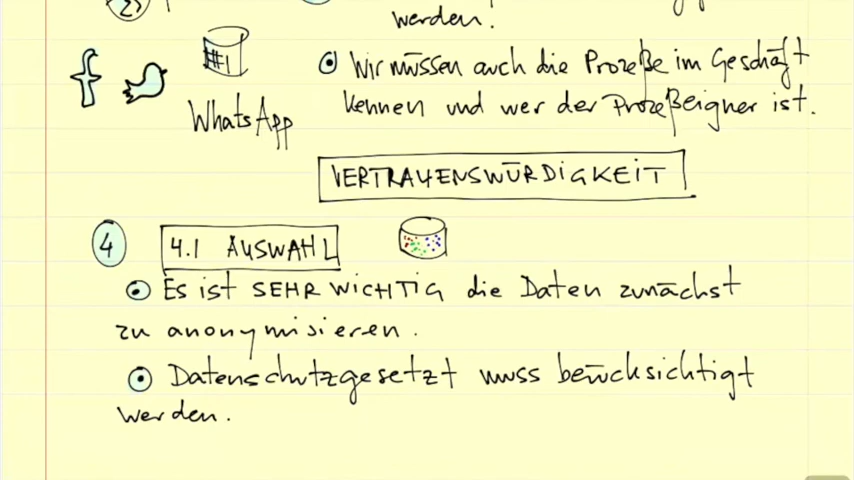 werden!
#1
WhatsApp
Wir müssen auch die Prozeße im Geschäft
kennen und wer der Prozeßeigner ist.
VERTRAUENSWÜRDIGKEIT
4
4.1 AUSWAHL
Es ist SEHR WICHTIG die Daten zunächst
zu anonymisieren.
Datenschutzgesetzt muss berücksichtigt
werden.